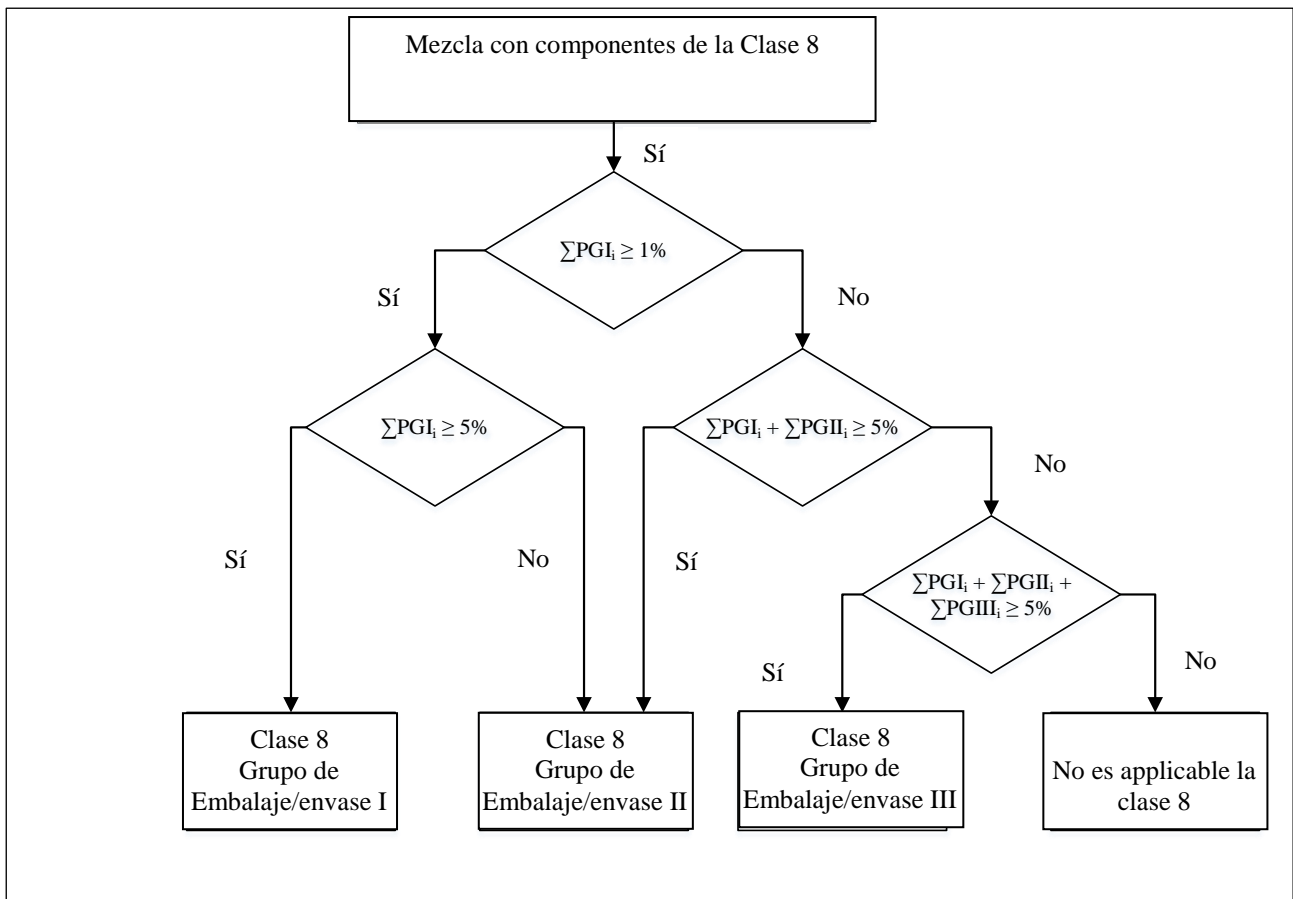 Mezcla con componentes de la Clase 8
Sí
∑PGIᵢ ≥ 1%
Sí
No
∑PGIᵢ ≥ 5%
∑PGIᵢ + ∑PGIIᵢ ≥ 5%
No
Sí
No
Sí
∑PGIᵢ + ∑PGIIᵢ +
∑PGIIIᵢ ≥ 5%
Sí
No
Clase 8
Grupo de
Embalaje/envase I
Clase 8
Grupo de
Embalaje/envase II
Clase 8
Grupo de
Embalaje/envase III
No es applicable la
clase 8